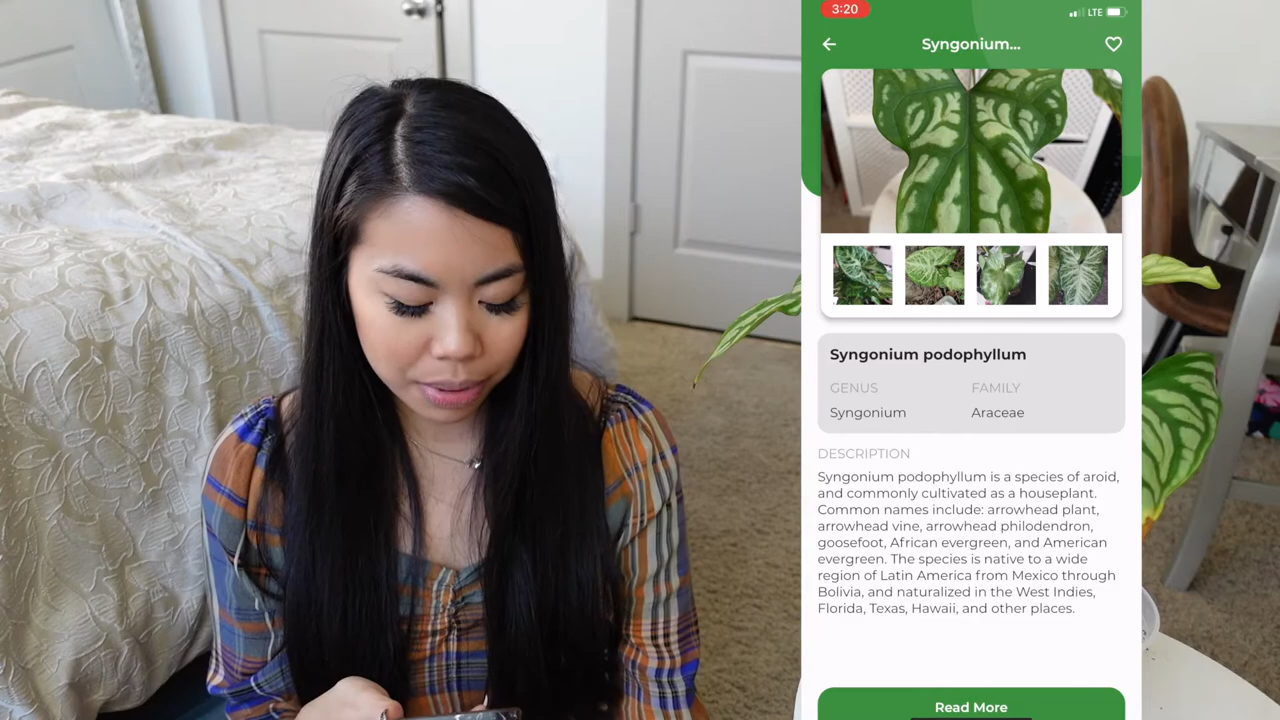 3:20
LTE
Syngonium...
Syngonium podophyllum
GENUS
FAMILY
Syngonium
Araceae
DESCRIPTION
Syngonium podophyllum is a species of aroid,
and commonly cultivated as a houseplant.
Common names include: arrowhead plant,
arrowhead vine, arrowhead philodendron,
goosefoot, African evergreen, and American
evergreen. The species is native to a wide
region of Latin America from Mexico through
Bolivia, and naturalized in the West Indies,
Florida, Texas, Hawaii, and other places.
Read More